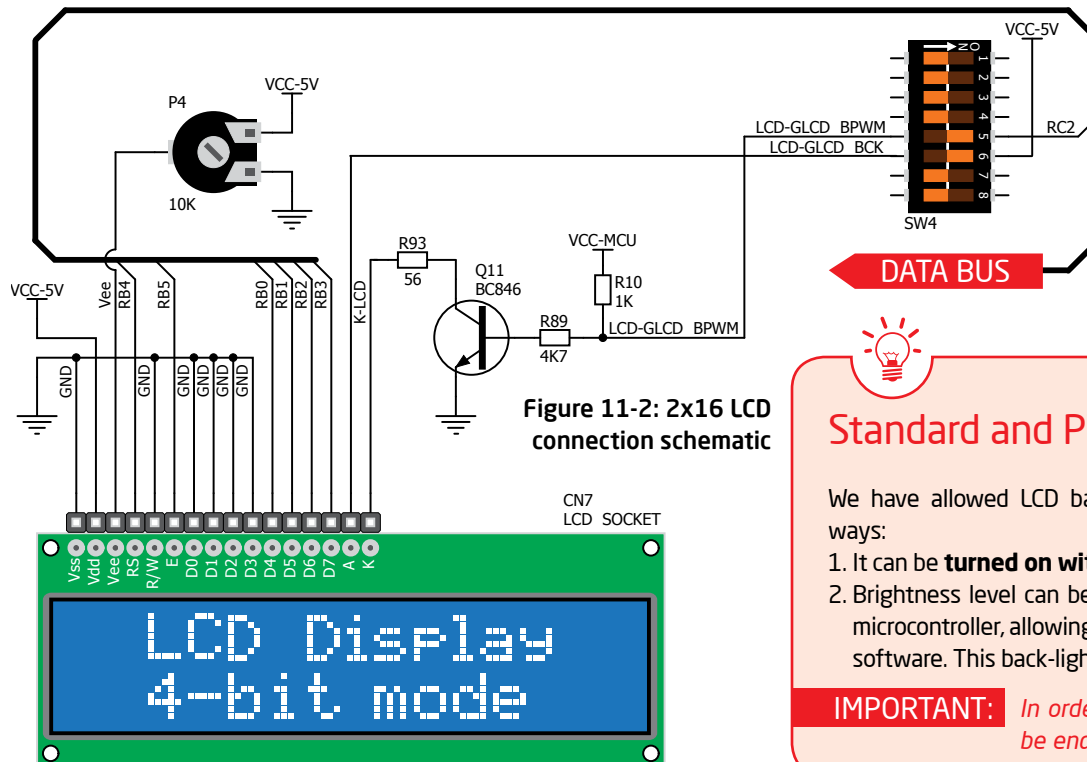 VCC-5V
P4
VCC-5V
10K
O N
1
2
3
4
5
6
7
8
SW4
LCD-GLCD BPWM
LCD-GLCD BCK
RC2
DATA BUS
R93
56
Q11
BC846
VCC-MCU
R10
1K
R89
4K7
LCD-GLCD BPWM
VCC-5V
Vee
RB4
RB5
RB0
RB1
RB2
RB3
K-LCD
GND
GND
GND
GND
GND
Figure 11-2: 2x16 LCD
connection schematic
CN7
LCD SOCKET
Vss
Vdd
Vee
RS
R/W
E
D0
D1
D2
D3
D4
D5
D6
D7
A
K
LCD Display
4-bit mode
Standard and P
We have allowed LCD ba
ways:
1. It can be turned on wit
2. Brightness level can be
microcontroller, allowing
software. This back-ligh
IMPORTANT:
In orde
be ena